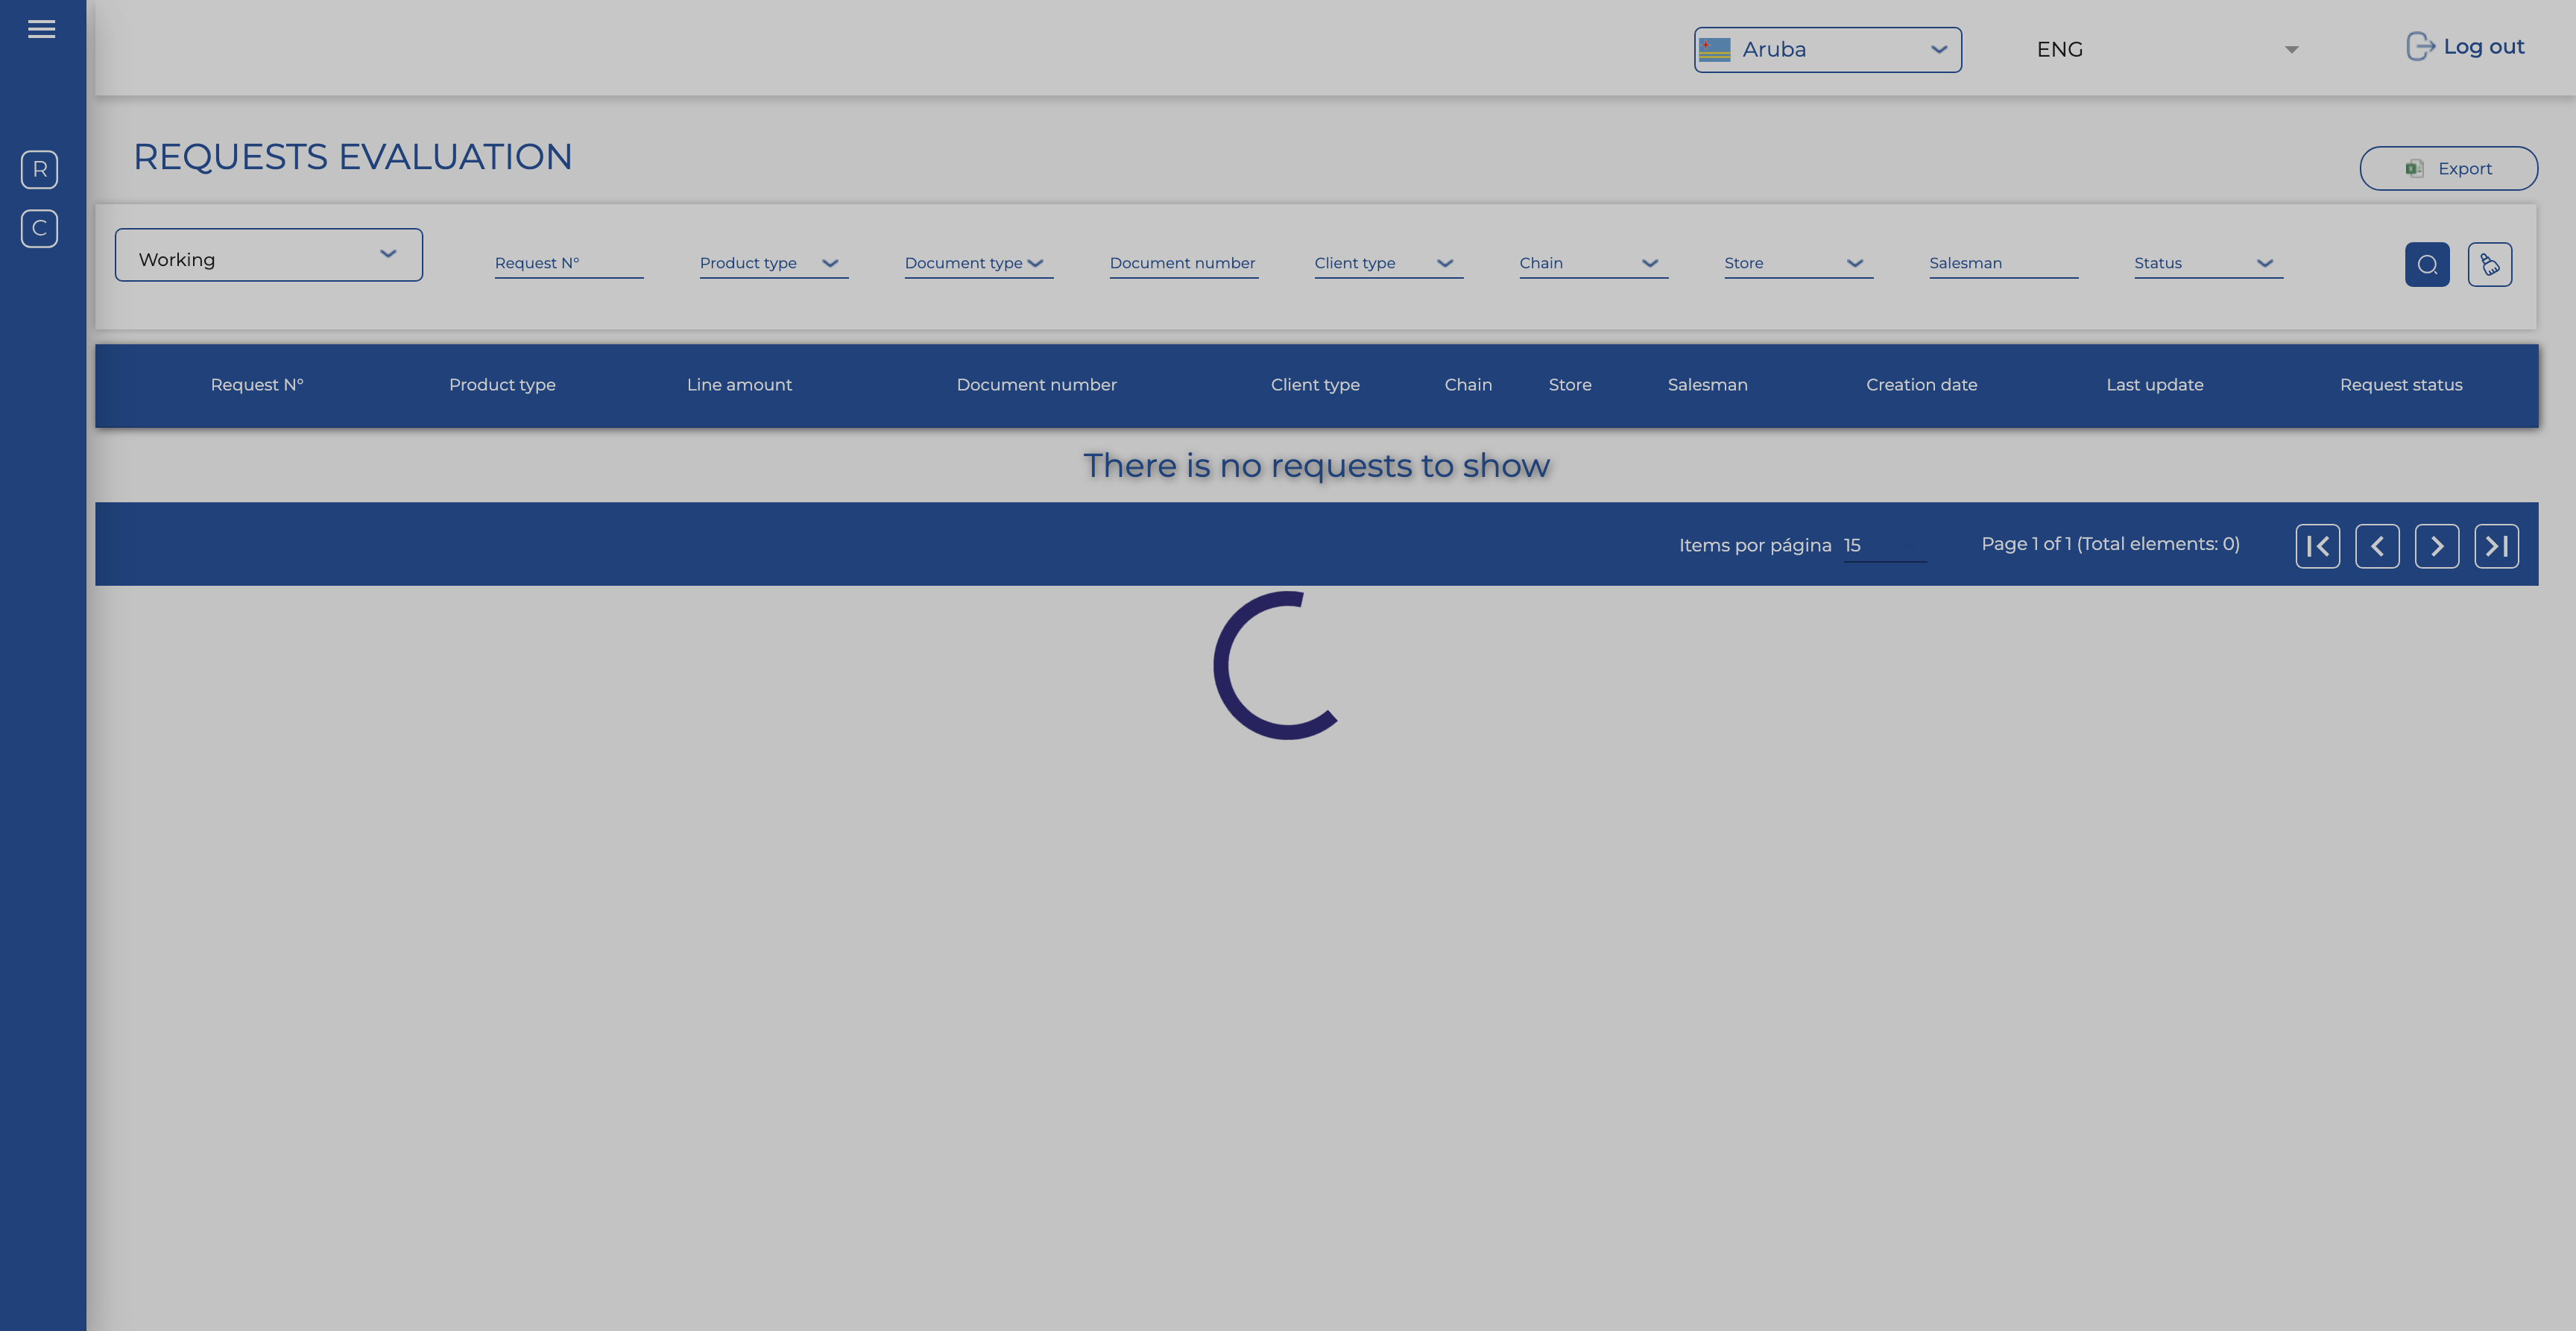 Aruba
ENG
Log out
R
C
REQUESTS EVALUATION
Export
Working
Request N°
Product type
Document type
Document number
Client type
Chain
Store
Salesman
Status
Request N° Product type Line amount Document number Client type Chain Store Salesman Creation date Last update Request status
There is no requests to show
Items por página 15
Page 1 of 1 (Total elements: 0)